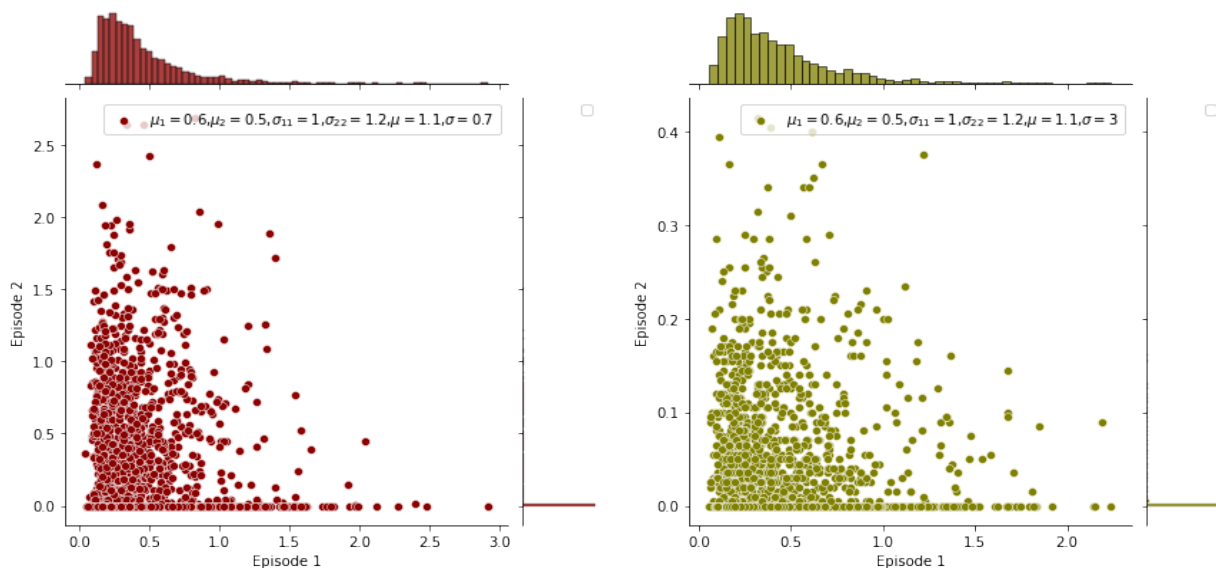 μ₁ = 0.6,μ₂ = 0.5,σ₁₁ = 1,σ₂₂ = 1.2,μ = 1.1,σ = 0.7
2.5
2.0
1.5
1.0
0.5
0.0
Episode 2
0.0 0.5 1.0 1.5 2.0 2.5 3.0
Episode 1
μ₁ = 0.6,μ₂ = 0.5,σ₁₁ = 1,σ₂₂ = 1.2,μ = 1.1,σ = 3
0.4
0.3
0.2
0.1
0.0
Episode 2
0.0 0.5 1.0 1.5 2.0
Episode 1